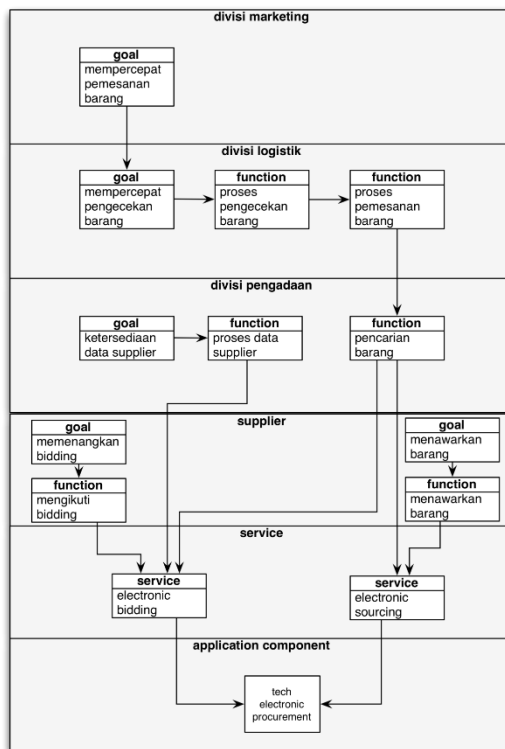 divisi marketing
goal
mempercepat
pemesanan
barang
divisi logistik
goal
mempercepat
pengecekan
barang
function
proses
pengecekan
barang
function
proses
pemesanan
barang
divisi pengadaan
goal
ketersediaan
data supplier
function
proses data
supplier
function
pencarian
barang
supplier
goal
memenangkan
bidding
function
mengikuti
bidding
goal
menawarkan
barang
function
menawarkan
barang
service
service
electronic
bidding
service
electronic
sourcing
application component
tech
electronic
procurement